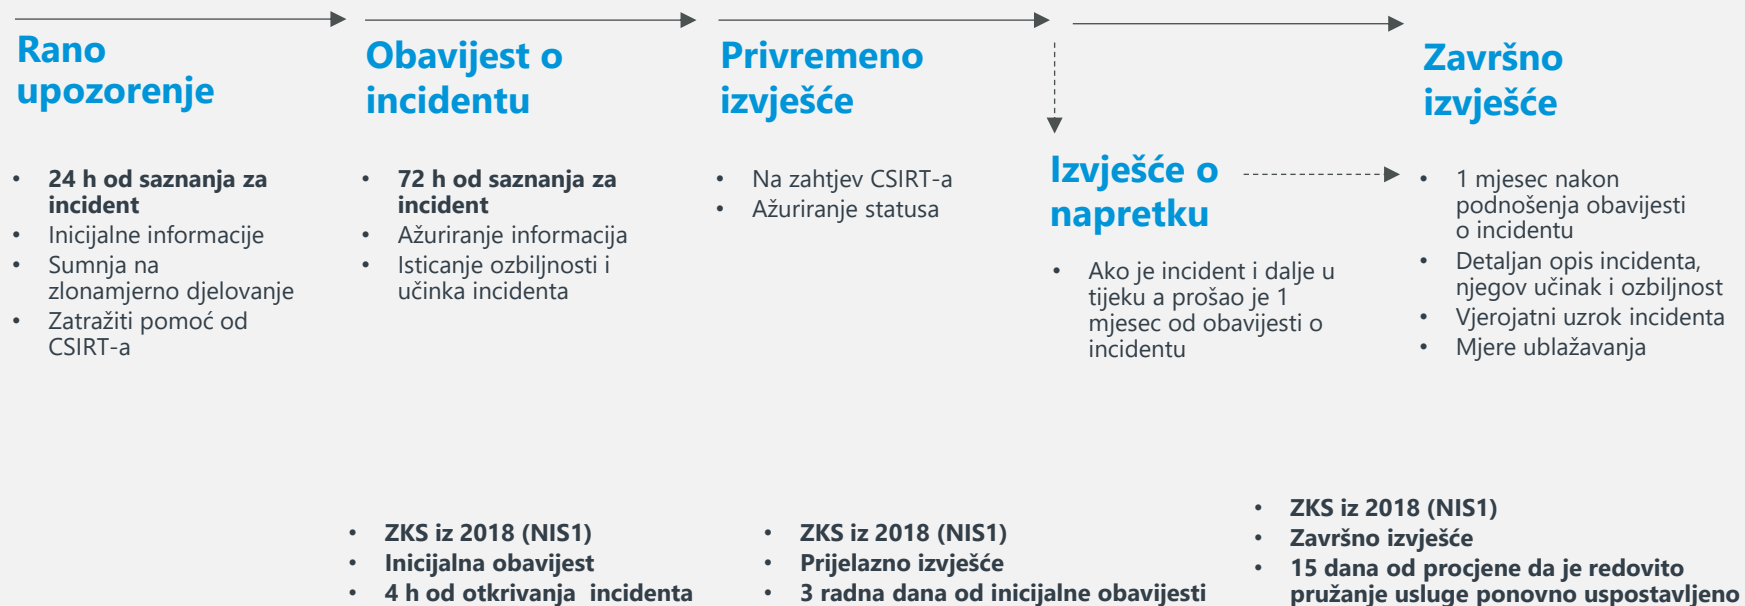 Rano
upozorenje
• 24 h od saznanja za
incident
• Inicijalne informacije
• Sumnja na
zlonamjerno djelovanje
• Zatražiti pomoć od
CSIRT-a
Obavijest o
incidentu
• 72 h od saznanja za
incident
• Ažuriranje informacija
• Isticanje ozbiljnosti i
učinka incidenta
Privremeno
izvješće
• Na zahtjev CSIRT-a
• Ažuriranje statusa
Izvješće o
napretku
• Ako je incident i dalje u
tijeku a prošao je 1
mjesec od obavijesti o
incidentu
Završno
izvješće
• 1 mjesec nakon
podnošenja obavijesti
o incidentu
• Detaljan opis incidenta,
njegov učinak i ozbiljnost
• Vjerojatni uzrok incidenta
• Mjere ublažavanja
• ZKS iz 2018 (NIS1)
• Inicijalna obavijest
• 4 h od otkrivanja incidenta
• ZKS iz 2018 (NIS1)
• Prijelazno izvješće
• 3 radna dana od inicijalne obavijesti
• ZKS iz 2018 (NIS1)
• Završno izvješće
• 15 dana od procjene da je redovito
pružanje usluge ponovno uspostavljeno